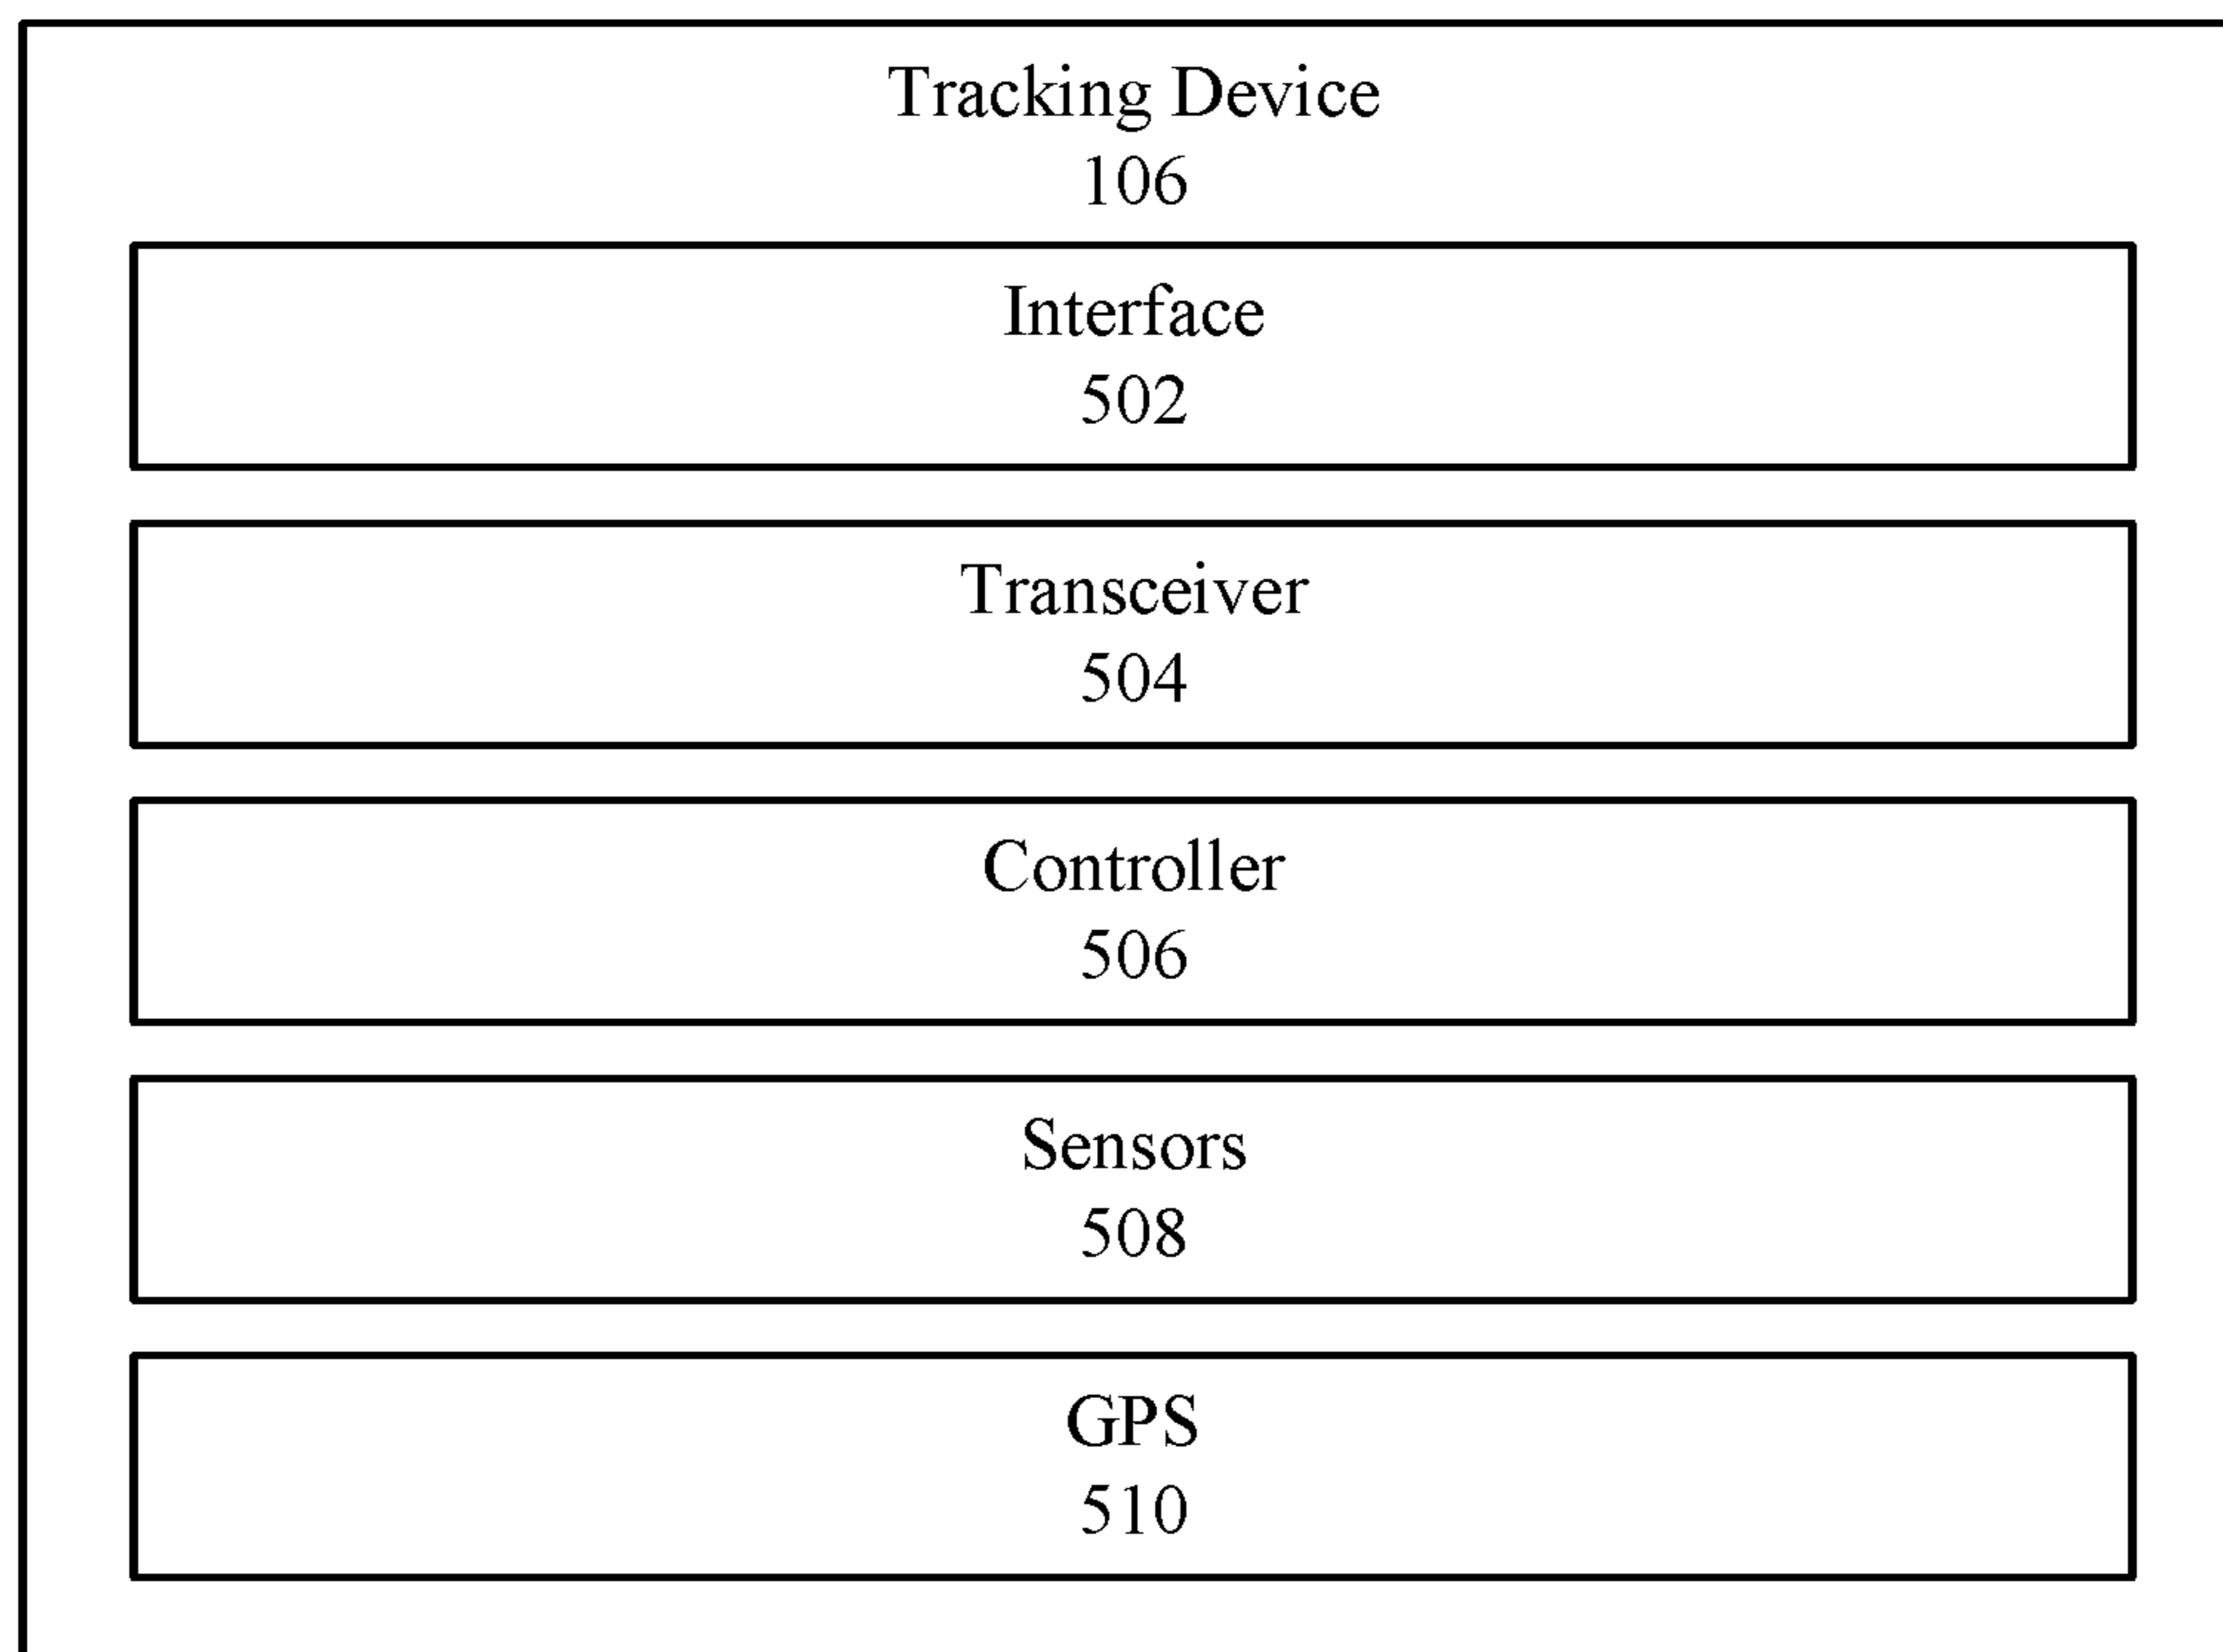 Tracking Device
106
Interface
502
Transceiver
504
Controller
506
Sensors
508
GPS
510